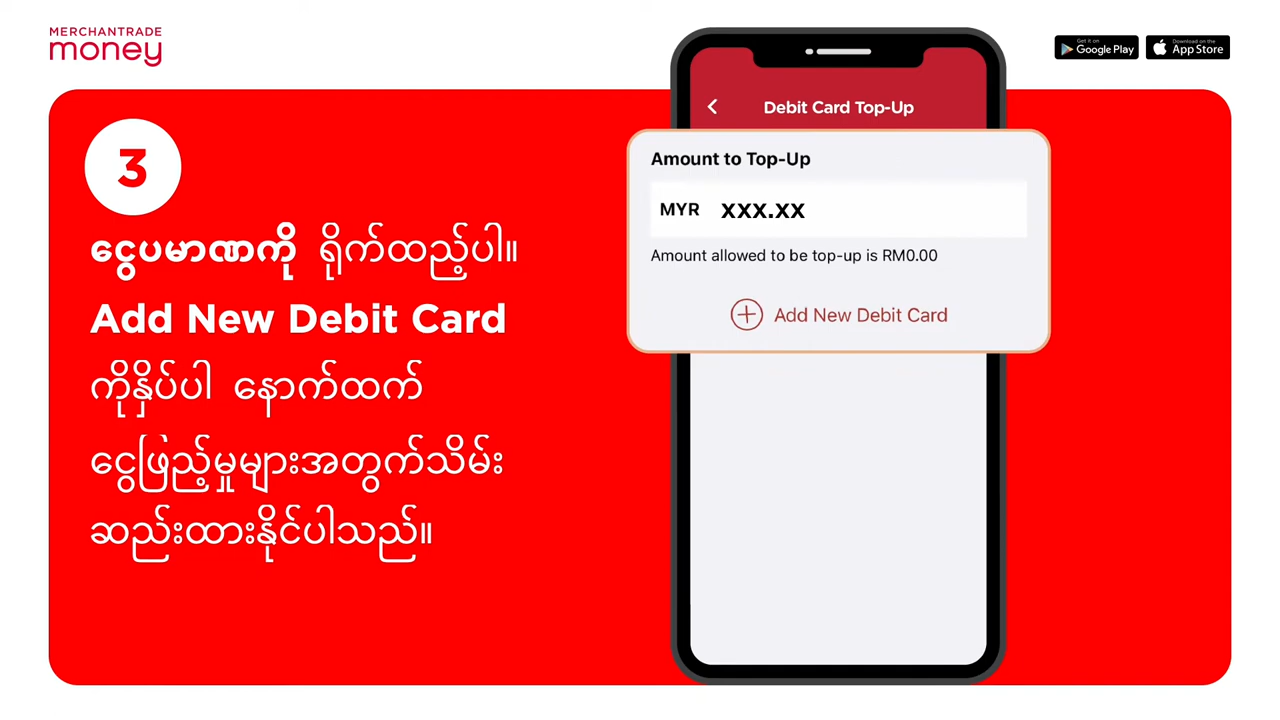 MERCHANTRADE
money
GET IT ON
Google Play
Download on the
App Store
3
ငွေပမာဏကို ရိုက်ထည့်ပါ။
Add New Debit Card
ကိုနှိပ်ပါ နောက်ထက်
ငွေဖြည့်မှုများအတွက်သိမ်း
ဆည်းထားနိုင်ပါသည်။
Debit Card Top-Up
Amount to Top-Up
MYR xxx.xx
Amount allowed to be top-up is RM0.00
Add New Debit Card